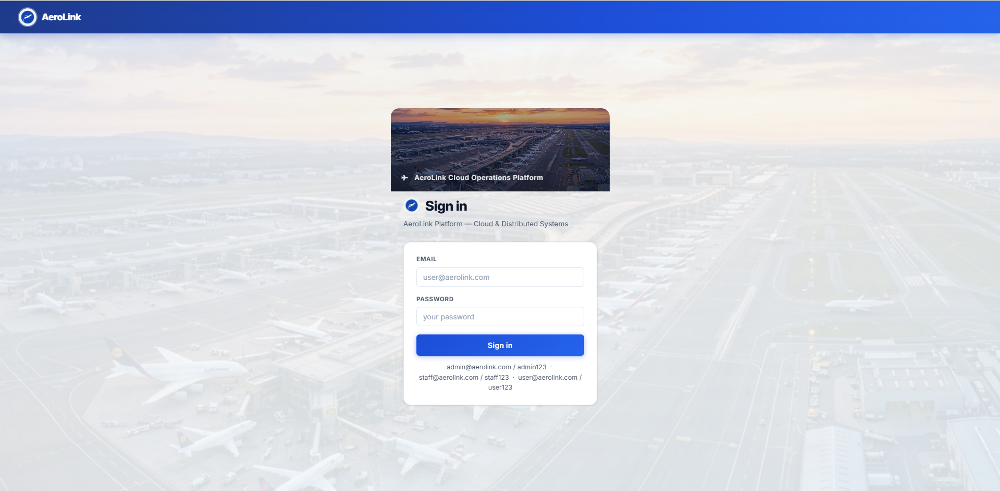 AeroLink
AeroLink Cloud Operations Platform
Sign in
AeroLink Platform — Cloud & Distributed Systems
EMAIL
user@aerolink.com
PASSWORD
your password
Sign in
admin@aerolink.com / admin123 ·
staff@aerolink.com / staff123 · user@aerolink.com /
user123